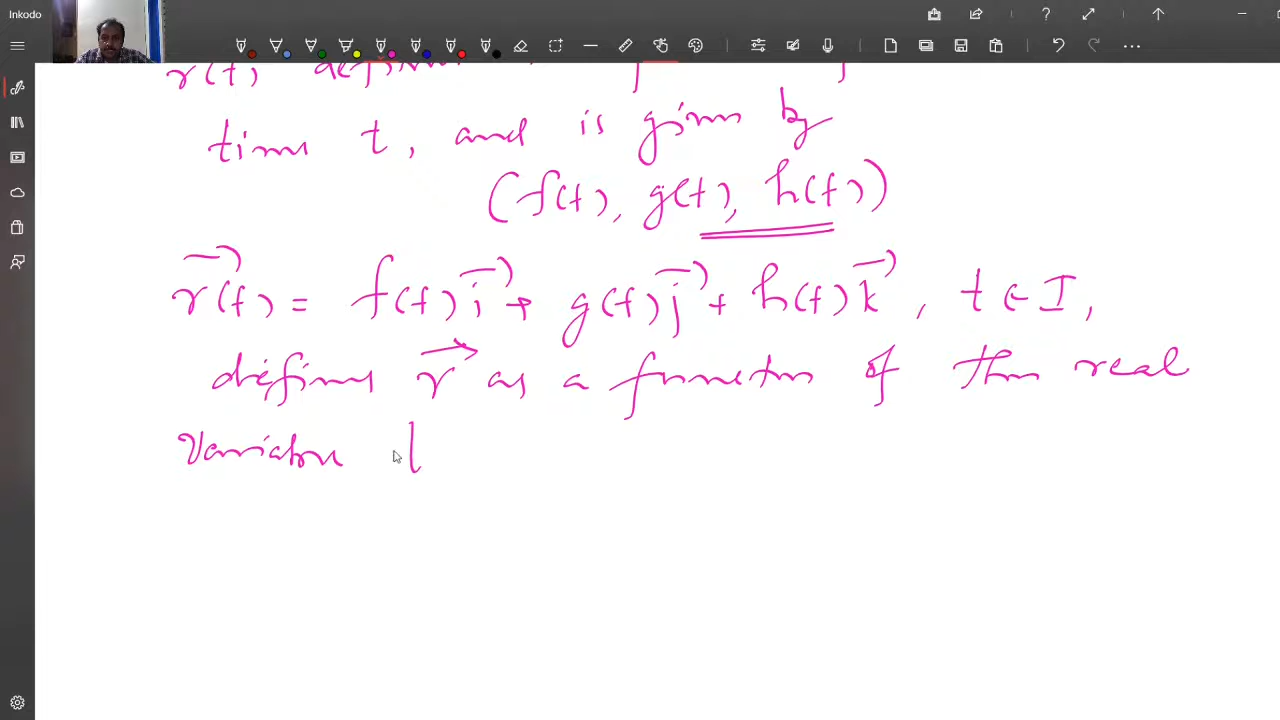 Inkodo
r(t)
time t, and is given by
(f(t), g(t), h(t))
r⃗(t) = f(t)i⃗ + g(t)j⃗ + h(t)k⃗, t ∈ I,
defines r⃗ as a function of the real
variable